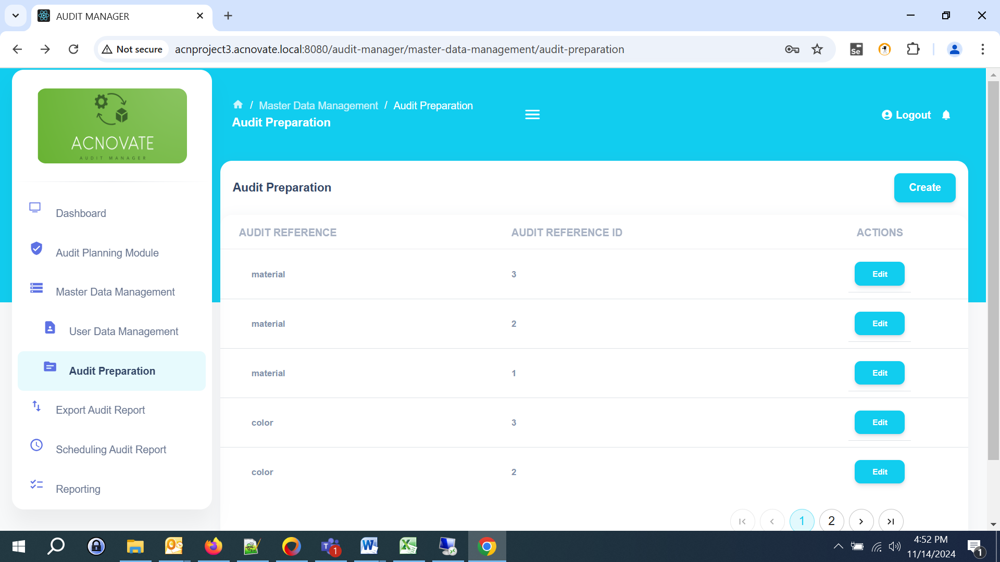 AUDIT MANAGER
Not secure
acnproject3.acnovate.local:8080/audit-manager/master-data-management/audit-preparation
Se
ACNOVATE
AUDIT MANAGER
/ Master Data Management / Audit Preparation
Audit Preparation
Logout
Dashboard
Audit Planning Module
Master Data Management
User Data Management
Audit Preparation
Export Audit Report
Scheduling Audit Report
Reporting
Audit Preparation
Create
AUDIT REFERENCE AUDIT REFERENCE ID ACTIONS
material 3 Edit
material 2 Edit
material 1 Edit
color 3 Edit
color 2 Edit
1 2
1
4:52 PM
11/14/2024
1